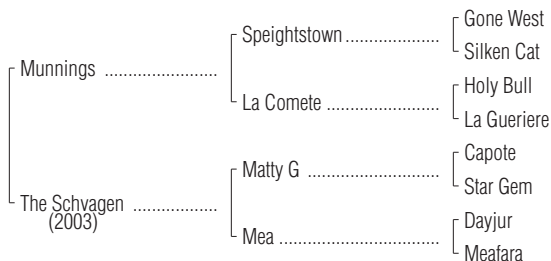 Gone West
Speightstown
Silken Cat
Munnings
Holy Bull
La Comete
La Gueriere
Capote
Matty G
Star Gem
The Schvagen
(2003)
Dayjur
Mea
Meafara